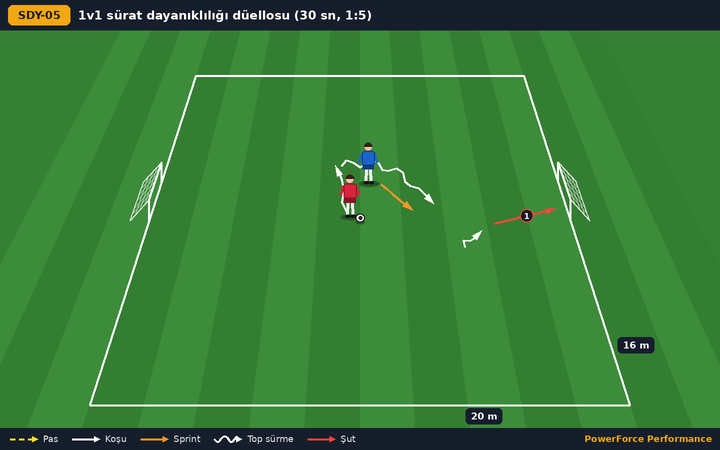 SDY-05 1v1 sürat dayanıklılığı düellosu (30 sn, 1:5)
1
16 m
20 m
Pas Koşu Sprint Top sürme Şut PowerForce Performance